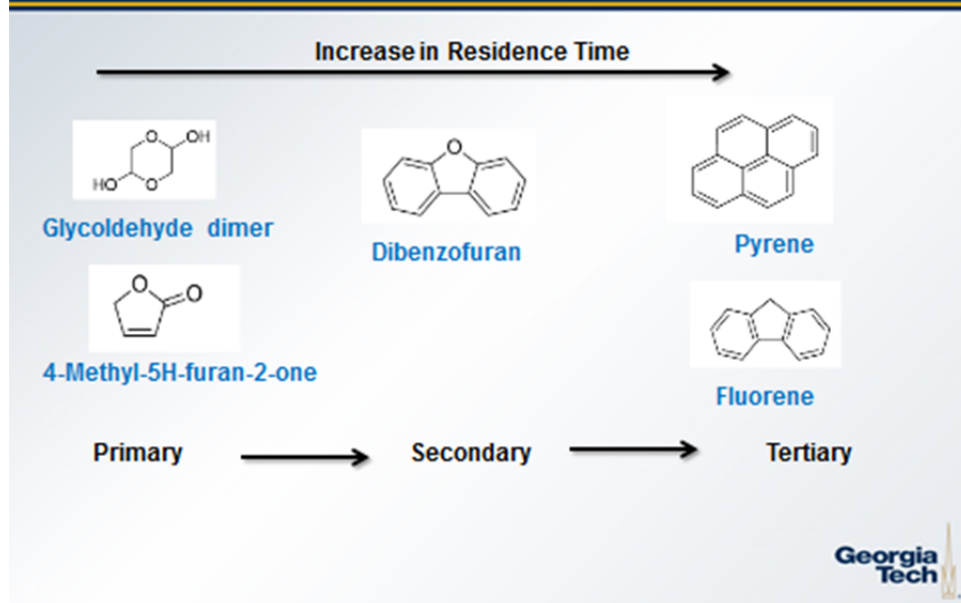 Increase in Residence Time
O OH
HO O
Glycoldehyde dimer
O
Dibenzofuran
Pyrene
O O
4-Methyl-5H-furan-2-one
Fluorene
Primary Secondary Tertiary
Georgia
Tech